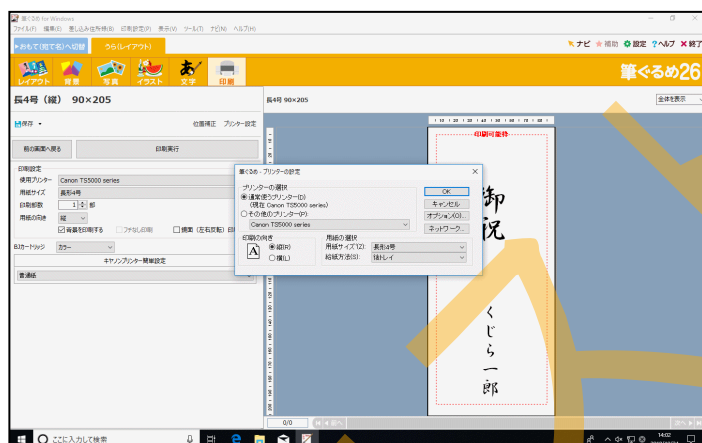 筆ぐるめ for Windows
ファイル(F) 編集(E) 差し込み住所録(B) 印刷設定(P) 表示(V) ツール(T) ナビ(N) ヘルプ(H)
▸おもて(宛て名)へ切替 うら(レイアウト) ナビ 補助 設定 ?ヘルプ ×終了
レイアウト 背景 写真 イラスト 文字 印刷 筆ぐるめ26
長4号 (縦) 90×205
長4号 90×205 全体を表示
保存 位置補正 プリンター設定
前の画面へ戻る 印刷実行
印刷設定
使用プリンター Canon TS5000 series
用紙サイズ 長形4号
印刷部数 1 部
用紙の向き 縦
背景を印刷する フチなし印刷 鏡面 (左右反転)
BJカートリッジ カラー
キヤノンプリンター簡単設定
普通紙
筆ぐるめ - プリンターの設定
プリンターの選択
通常使うプリンター(D)
(現在 Canon TS5000 series)
その他のプリンター(P):
Canon TS5000 series
OK
キャンセル
オプション(O)...
ネットワーク...
印刷の向き
縦(R)
横(L)
用紙の選択
用紙サイズ(Z): 長形4号
給紙方法(S): 後トレイ
印刷可能枠
御祝
くじら一郎
0/0 前へ 次へ
ここに入力して検索
14:02